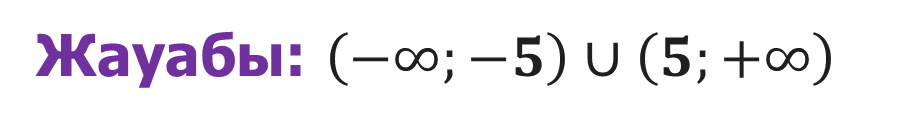 Жауабы: (−∞; −5) ∪ (5; +∞)